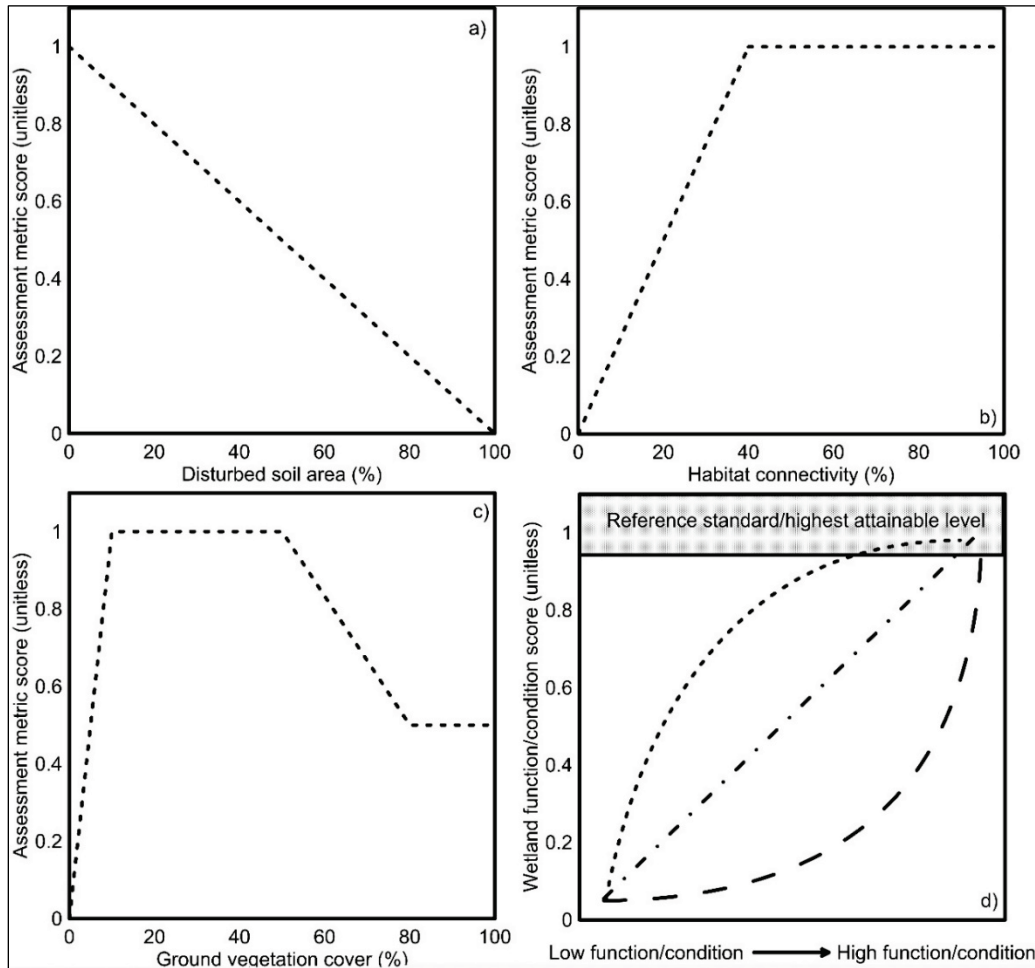 a)
Assessment metric score (unitless)
1
0.8
0.6
0.4
0.2
0
0 20 40 60 80 100
Disturbed soil area (%)
b)
Assessment metric score (unitless)
1
0.8
0.6
0.4
0.2
0
0 20 40 60 80 100
Habitat connectivity (%)
c)
Assessment metric score (unitless)
1
0.8
0.6
0.4
0.2
0
0 20 40 60 80 100
Ground vegetation cover (%)
Reference standard/highest attainable level
Wetland function/condition score (unitless)
1
0.8
0.6
0.4
0.2
0
d)
Low function/condition High function/condition